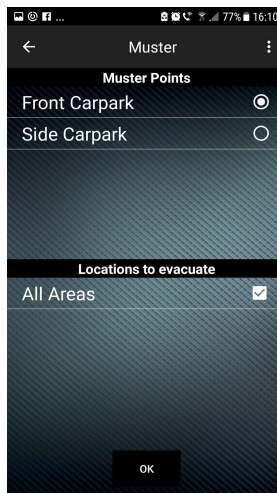 ... 77% 16:10
Muster
Muster Points
Front Carpark
Side Carpark
Locations to evacuate
All Areas
OK